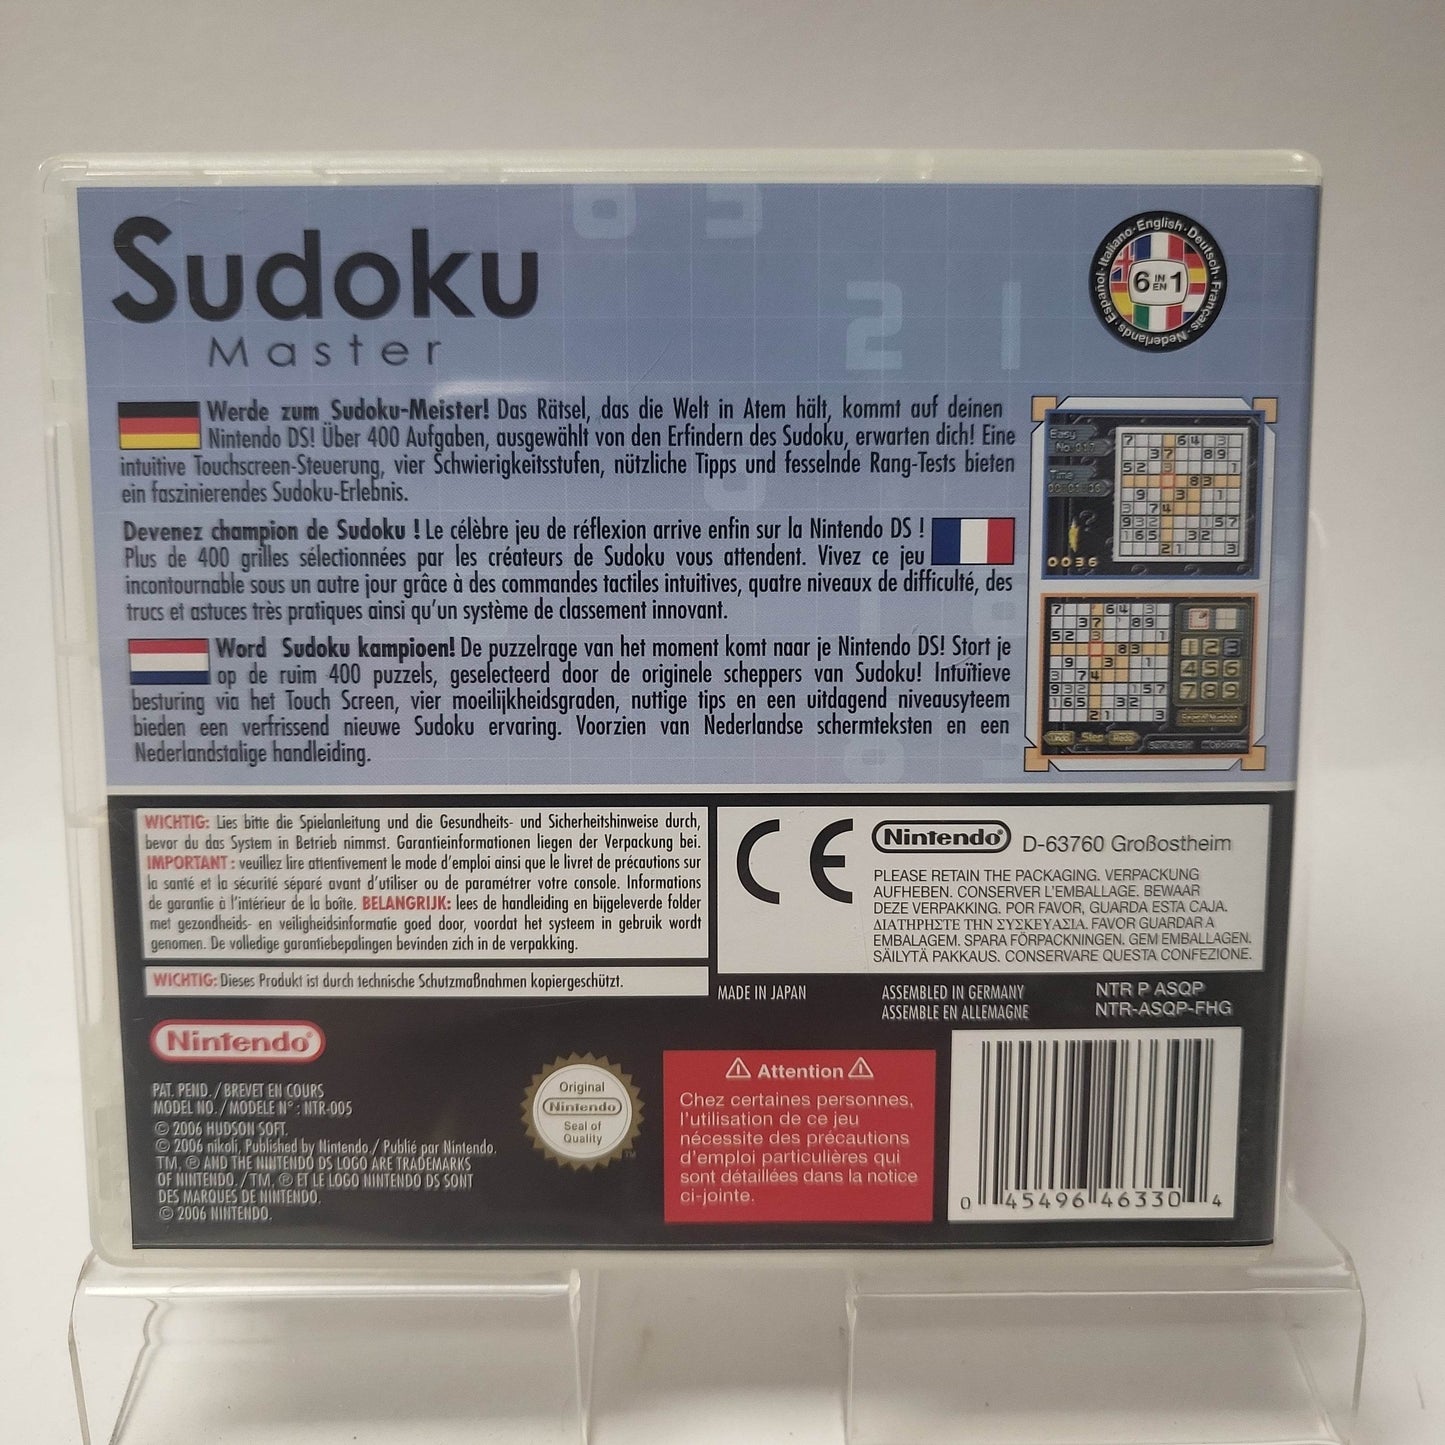 Sudoku
Master
Italiano · English · Deutsch · Français · Nederlands · Español
6 IN EN 1
Werde zum Sudoku-Meister! Das Rätsel, das die Welt in Atem hält, kommt auf deinen
Nintendo DS! Über 400 Aufgaben, ausgewählt von den Erfindern des Sudoku, erwarten dich! Eine
intuitive Touchscreen-Steuerung, vier Schwierigkeitsstufen, nützliche Tipps und fesselnde Rang-Tests bieten
ein faszinierendes Sudoku-Erlebnis.
Devenez champion de Sudoku ! Le célèbre jeu de réflexion arrive enfin sur la Nintendo DS !
Plus de 400 grilles sélectionnées par les créateurs de Sudoku vous attendent. Vivez ce jeu
incontournable sous un autre jour grâce à des commandes tactiles intuitives, quatre niveaux de difficulté, des
trucs et astuces très pratiques ainsi qu'un système de classement innovant.
Word Sudoku kampioen! De puzzelrage van het moment komt naar je Nintendo DS! Stort je
op de ruim 400 puzzels, geselecteerd door de originele scheppers van Sudoku! Intuïtieve
besturing via het Touch Screen, vier moeilijkheidsgraden, nuttige tips en een uitdagend niveausyteem
bieden een verfrissend nieuwe Sudoku ervaring. Voorzien van Nederlandse schermteksten en een
Nederlandstalige handleiding.
Easy
No.017
Time
0036
WICHTIG: Lies bitte die Spielanleitung und die Gesundheits- und Sicherheitshinweise durch,
bevor du das System in Betrieb nimmst. Garantieinformationen liegen der Verpackung bei.
IMPORTANT : veuillez lire attentivement le mode d'emploi ainsi que le livret de précautions sur
la santé et la sécurité séparé avant d'utiliser ou de paramétrer votre console. Informations
de garantie à l'intérieur de la boîte. BELANGRIJK: lees de handleiding en bijgeleverde folder
met gezondheids- en veiligheidsinformatie goed door, voordat het systeem in gebruik wordt
genomen. De volledige garantiebepalingen bevinden zich in de verpakking.
WICHTIG: Dieses Produkt ist durch technische Schutzmaßnahmen kopiergeschützt.
CE
Nintendo® D-63760 Großostheim
PLEASE RETAIN THE PACKAGING. VERPACKUNG
AUFHEBEN. CONSERVER L'EMBALLAGE. BEWAAR
DEZE VERPAKKING. POR FAVOR, GUARDA ESTA CAJA.
ΔΙΑΤΗΡΗΣΤΕ ΤΗΝ ΣΥΣΚΕΥΑΣΙΑ. FAVOR GUARDAR A
EMBALAGEM. SPARA FÖRPACKNINGEN. GEM EMBALLAGEN.
SÄILYTÄ PAKKAUS. CONSERVARE QUESTA CONFEZIONE.
MADE IN JAPAN
ASSEMBLED IN GERMANY
ASSEMBLE EN ALLEMAGNE
NTR P ASQP
NTR-ASQP-FHG
Nintendo®
PAT. PEND. / BREVET EN COURS
MODEL NO. / MODELE N° : NTR-005
© 2006 HUDSON SOFT.
© 2006 nikoli, Published by Nintendo / Publié par Nintendo.
TM, ® AND THE NINTENDO DS LOGO ARE TRADEMARKS
OF NINTENDO. / TM, ® ET LE LOGO NINTENDO DS SONT
DES MARQUES DE NINTENDO.
© 2006 NINTENDO.
Original
Nintendo
Seal of
Quality
TM
⚠ Attention ⚠
Chez certaines personnes,
l'utilisation de ce jeu
nécessite des précautions
d'emploi particulières qui
sont détaillées dans la notice
ci-jointe.
0 45496 46330 4